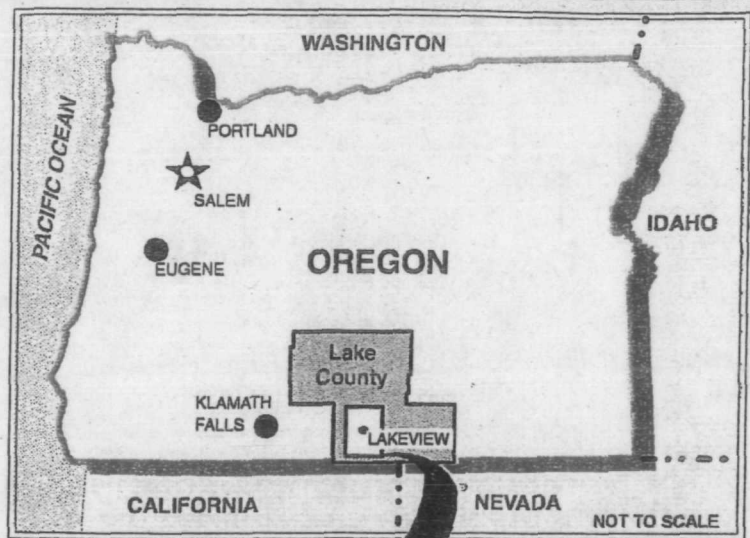 WASHINGTON
PACIFIC OCEAN
PORTLAND
SALEM
IDAHO
EUGENE
OREGON
Lake
County
KLAMATH
FALLS
LAKEVIEW
CALIFORNIA
NEVADA
NOT TO SCALE